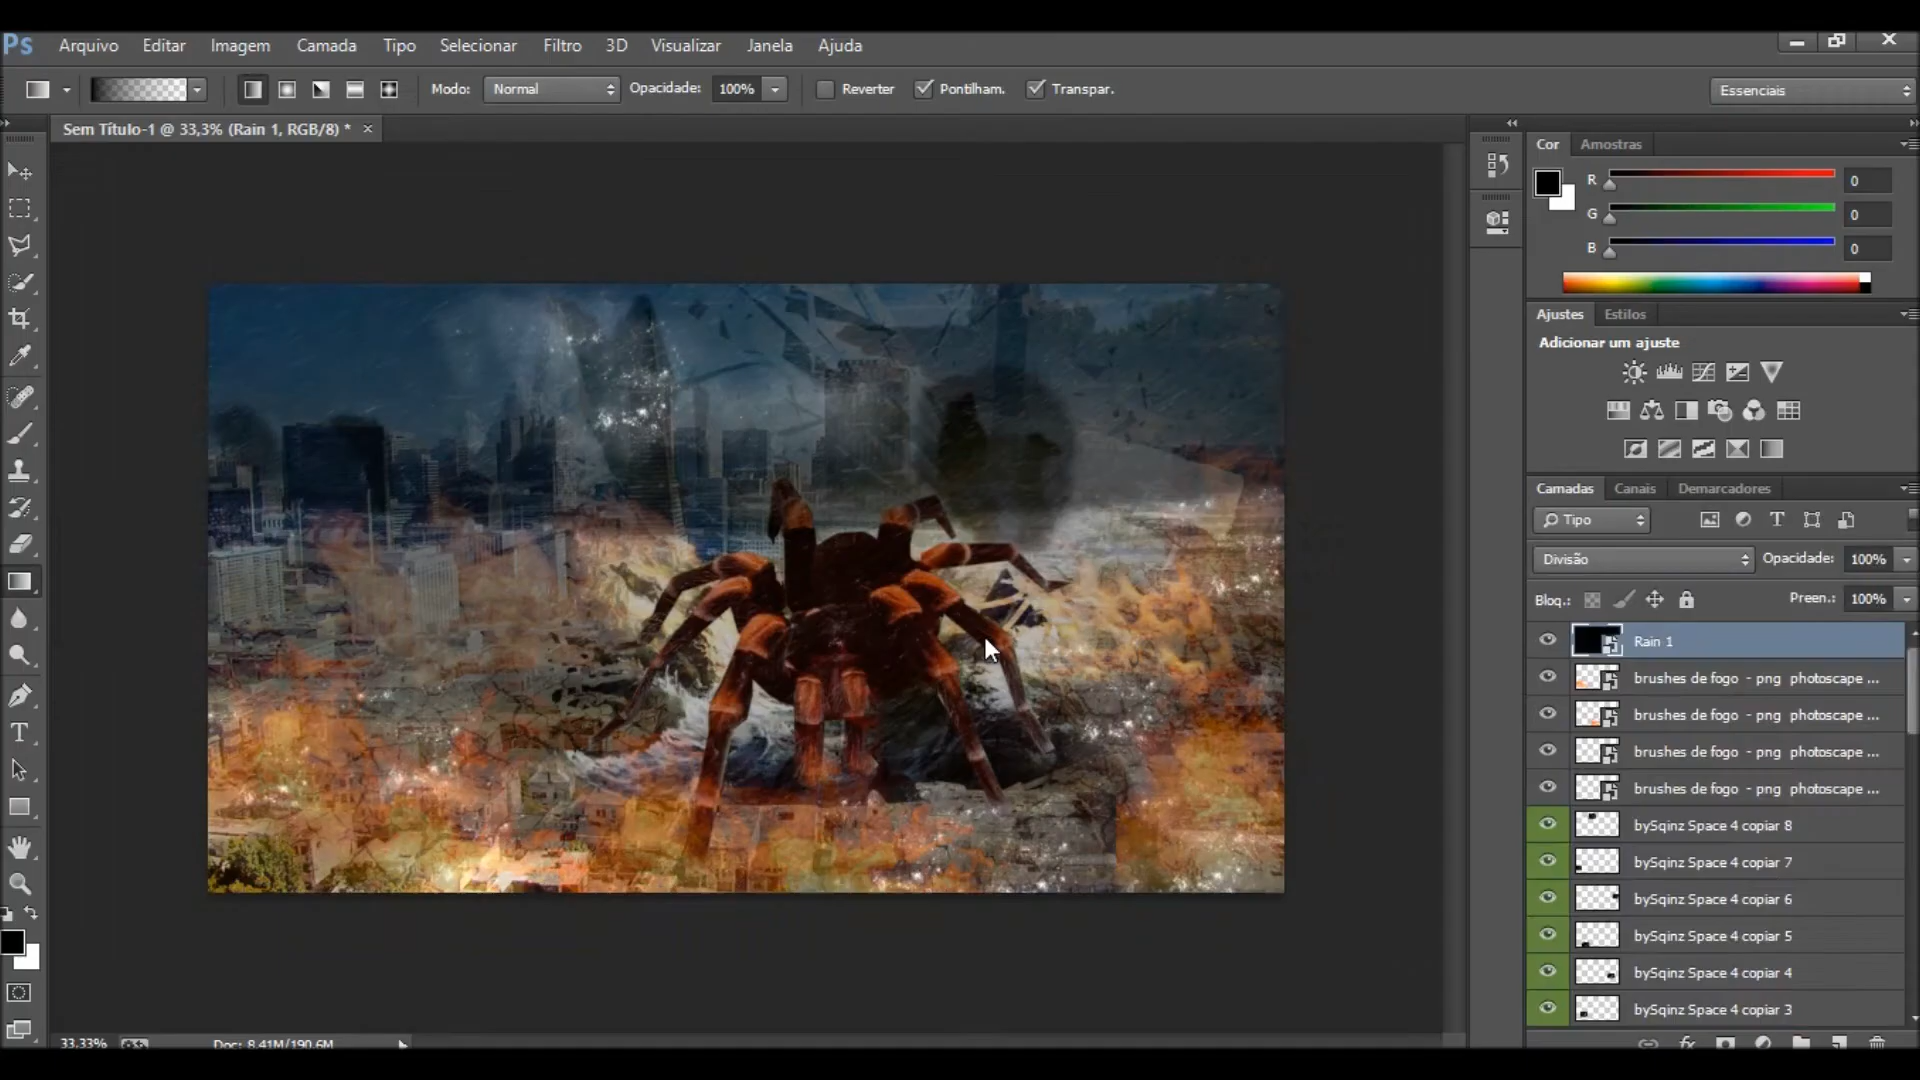 Ps Arquivo Editar Imagem Camada Tipo Selecionar Filtro 3D Visualizar Janela Ajuda
Modo: Normal Opacidade: 100% Reverter Pontilham. Transpar. Essenciais
Sem Título-1 @ 33,3% (Rain 1, RGB/8) * ×
Cor Amostras
R 0
G 0
B 0
Ajustes Estilos
Adicionar um ajuste
Camadas Canais Demarcadores
Tipo
Divisão Opacidade: 100%
Bloq.: Preen.: 100%
Rain 1
brushes de fogo - png photoscape ...
brushes de fogo - png photoscape ...
brushes de fogo - png photoscape ...
brushes de fogo - png photoscape ...
bySqinz Space 4 copiar 8
bySqinz Space 4 copiar 7
bySqinz Space 4 copiar 6
bySqinz Space 4 copiar 5
bySqinz Space 4 copiar 4
bySqinz Space 4 copiar 3
33,33% Doc: 8,41M/190,6M